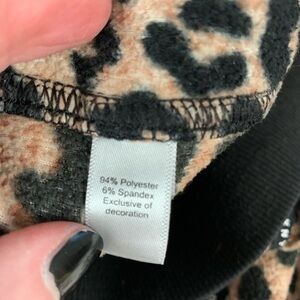 94% Polyester
6% Spandex
Exclusive of
decoration